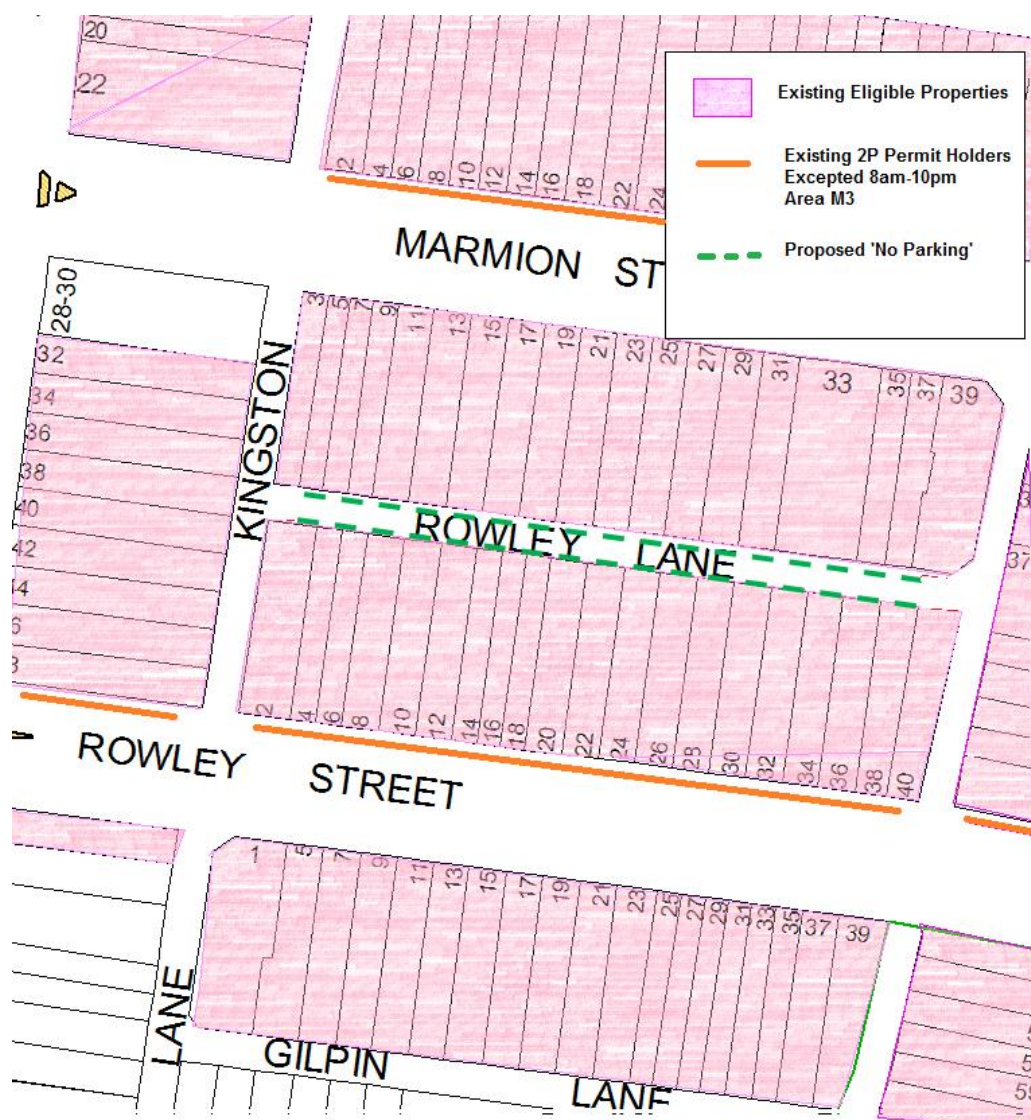 20
22
2 4 6 8 10 12 14 16 18 22 24
Existing Eligible Properties
Existing 2P Permit Holders
Excepted 8am-10pm
Area M3
Proposed 'No Parking'
MARMION ST
28-30
32
34
36
38
40
42
3 5 7 9 11 13 15 17 19 21 23 25 27 29 31 33 35 37 39
KINGSTON
ROWLEY LANE
37
2 4 6 8 10 12 14 16 18 20 22 24 26 28 30 32 34 36 38 40
ROWLEY STREET
1 5 7 9 11 13 15 17 19 21 23 25 27 29 31 33 35 37 39
LANE
GILPIN LANE